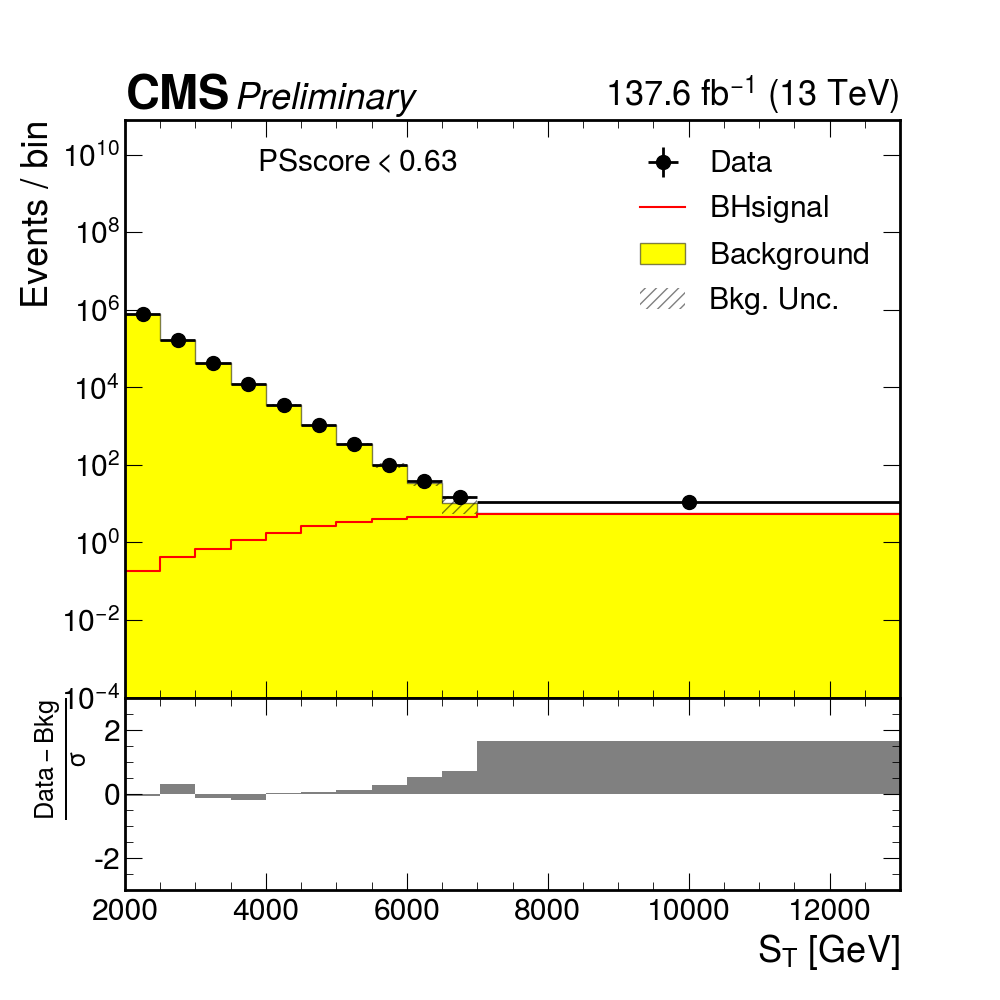 CMS Preliminary
137.6 fb⁻¹ (13 TeV)
Events / bin
PSscore < 0.63
Data
BHsignal
Background
Bkg. Unc.
10¹⁰
10⁸
10⁶
10⁴
10²
10⁰
10⁻²
10⁻⁴
Data − Bkg
σ
2
0
-2
2000 4000 6000 8000 10000 12000
S_T [GeV]